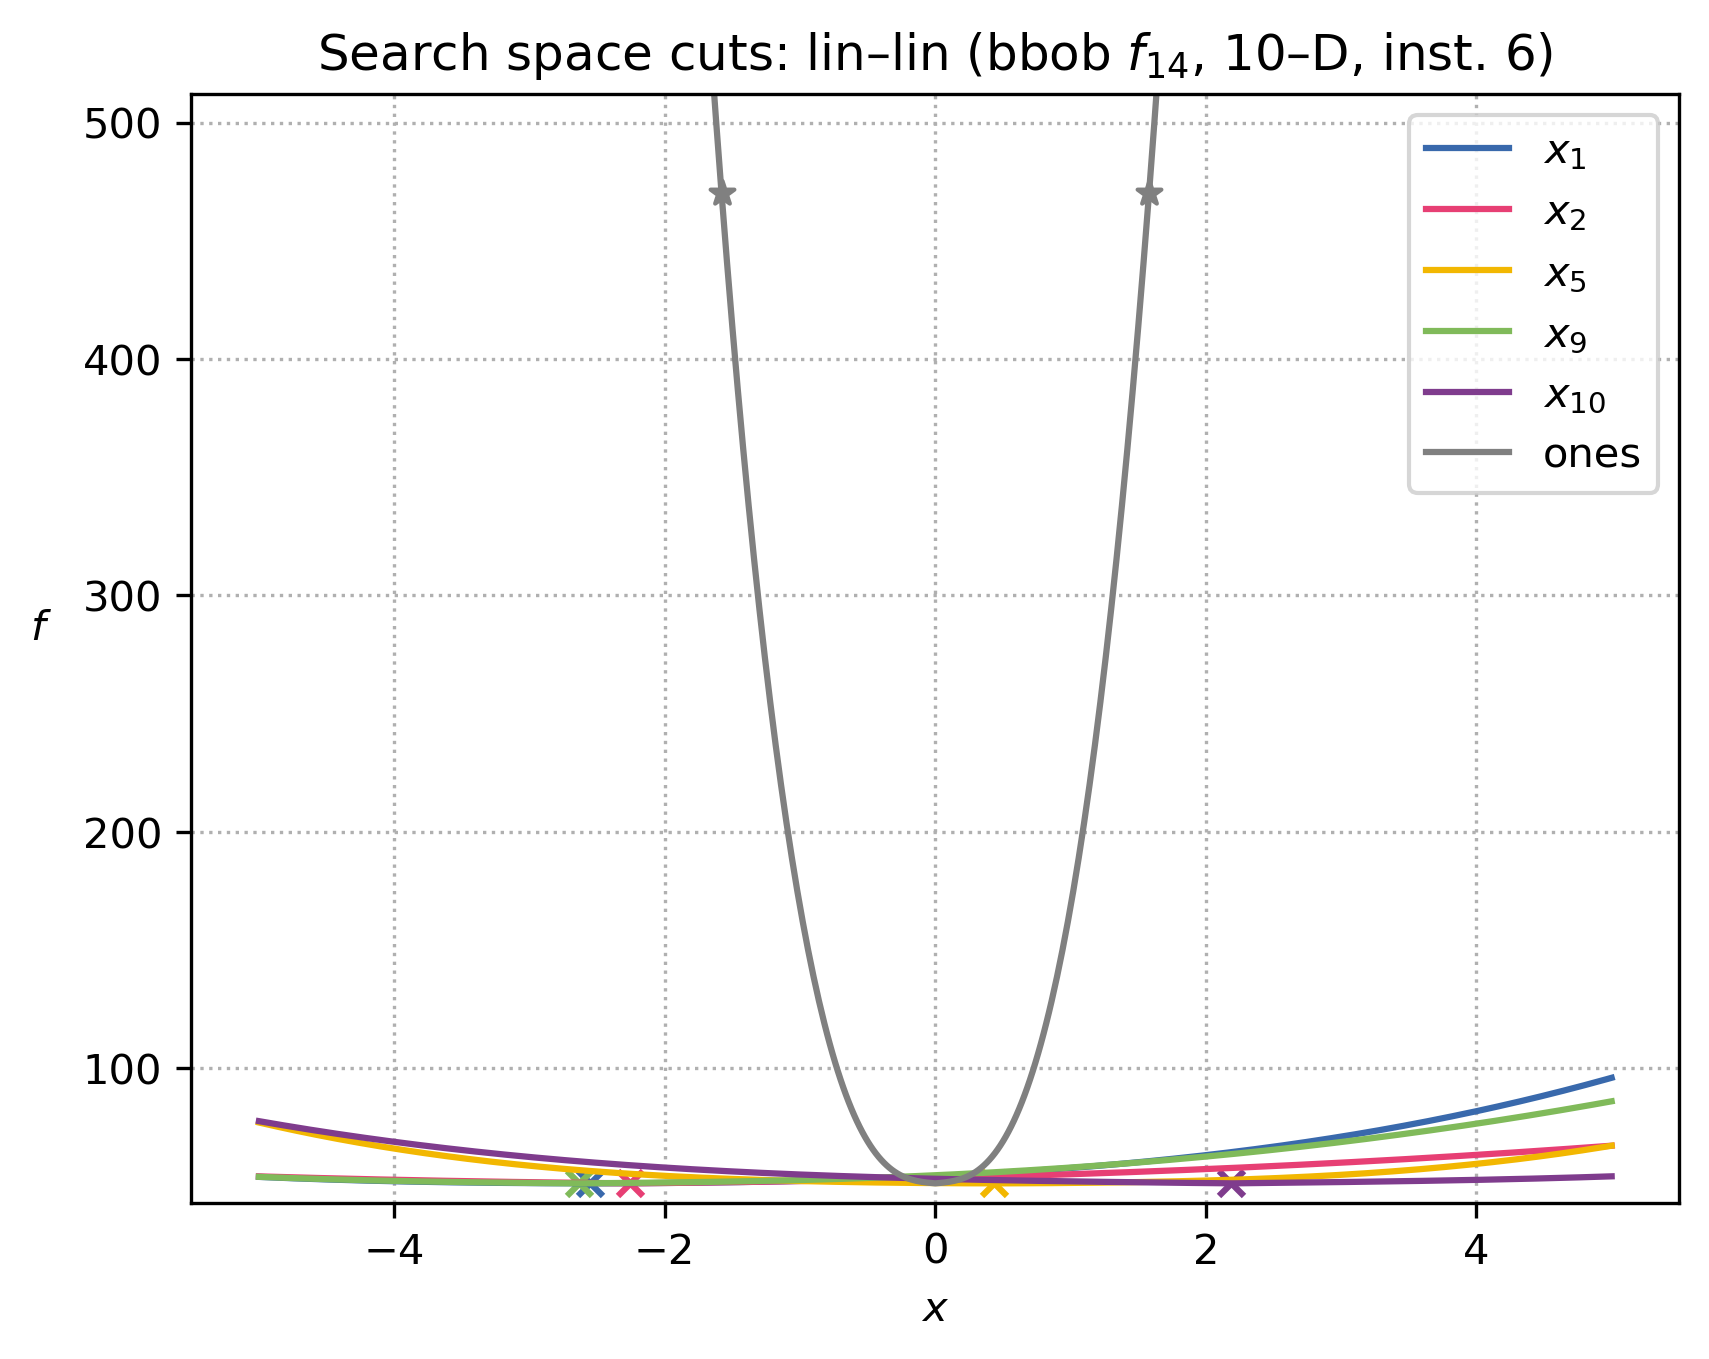 Search space cuts: lin–lin (bbob f14, 10–D, inst. 6)
500
400
300
200
100
f
−4
−2
0
2
4
x
x1
x2
x5
x9
x10
ones